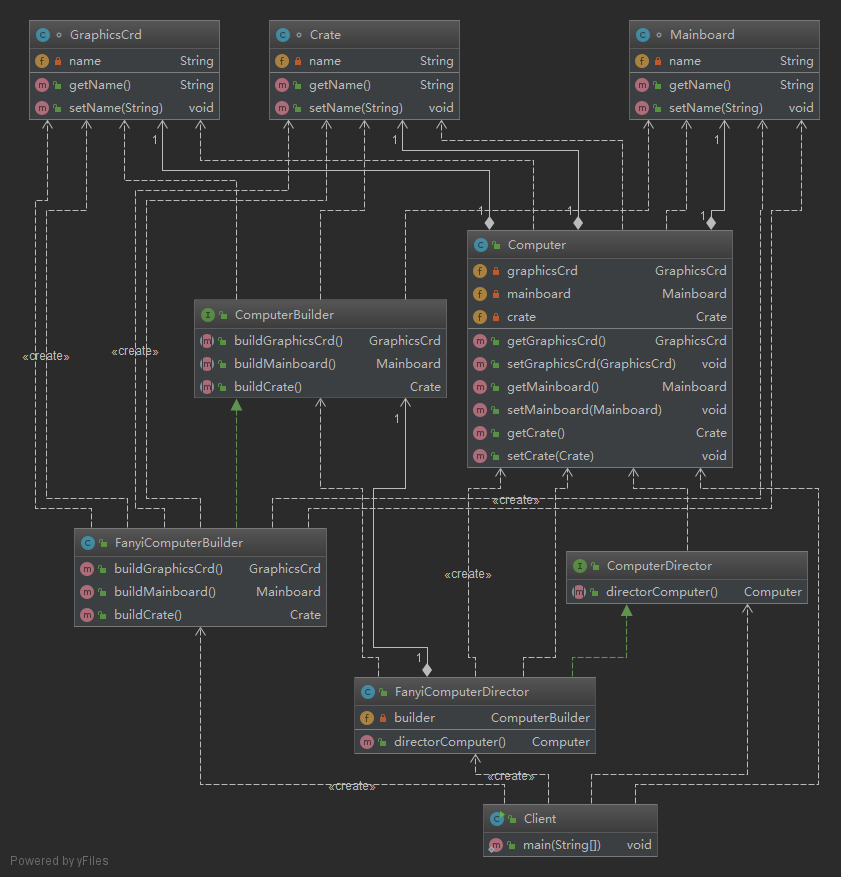 GraphicsCrd
name String
getName() String
setName(String) void
Crate
name String
getName() String
setName(String) void
Mainboard
name String
getName() String
setName(String) void
1
1
1
1
1
1
Computer
graphicsCrd GraphicsCrd
mainboard Mainboard
crate Crate
getGraphicsCrd() GraphicsCrd
setGraphicsCrd(GraphicsCrd) void
getMainboard() Mainboard
setMainboard(Mainboard) void
getCrate() Crate
setCrate(Crate) void
ComputerBuilder
buildGraphicsCrd() GraphicsCrd
buildMainboard() Mainboard
buildCrate() Crate
«create»
«create»
1
«create»
FanyiComputerBuilder
buildGraphicsCrd() GraphicsCrd
buildMainboard() Mainboard
buildCrate() Crate
«create»
ComputerDirector
directorComputer() Computer
1
FanyiComputerDirector
builder ComputerBuilder
directorComputer() Computer
«create»
«create»
Client
main(String[]) void
Powered by yFiles